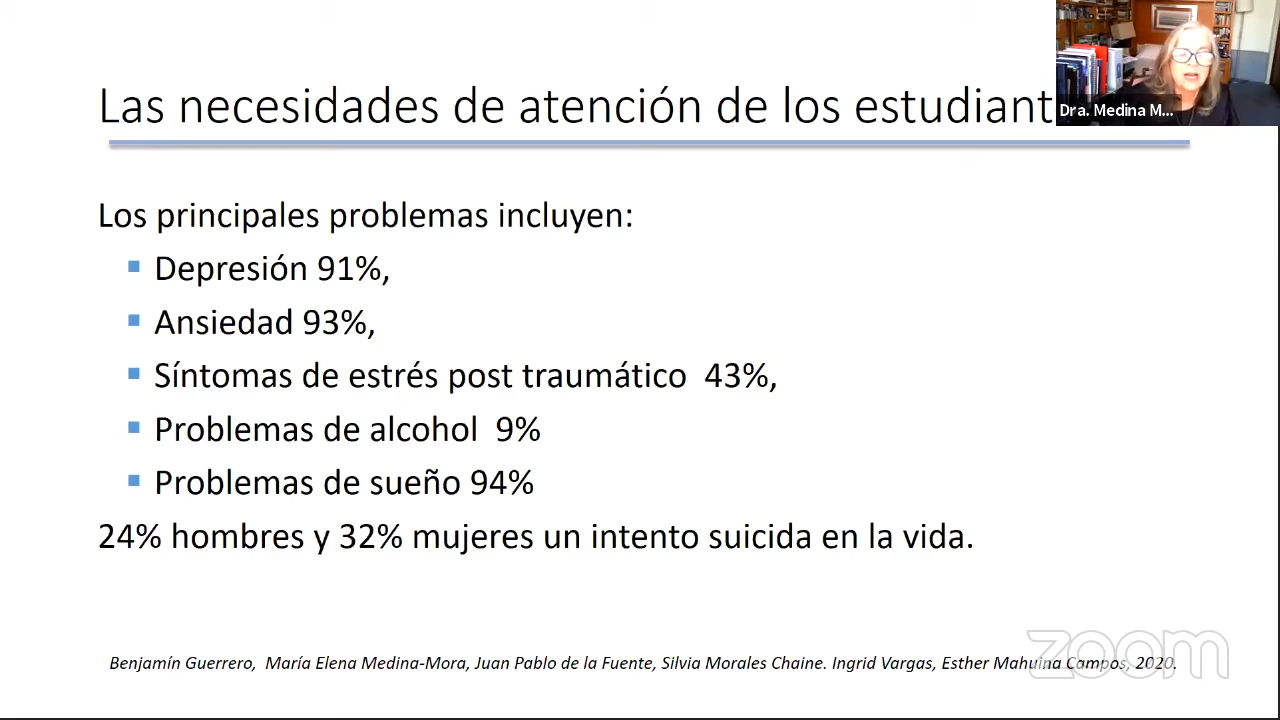 Las necesidades de atención de los estudiant
Dra. Medina M...
Los principales problemas incluyen:
Depresión 91%,
Ansiedad 93%,
Síntomas de estrés post traumático 43%,
Problemas de alcohol 9%
Problemas de sueño 94%
24% hombres y 32% mujeres un intento suicida en la vida.
Benjamín Guerrero, María Elena Medina-Mora, Juan Pablo de la Fuente, Silvia Morales Chaine. Ingrid Vargas, Esther Mahuina Campos, 2020.
zoom